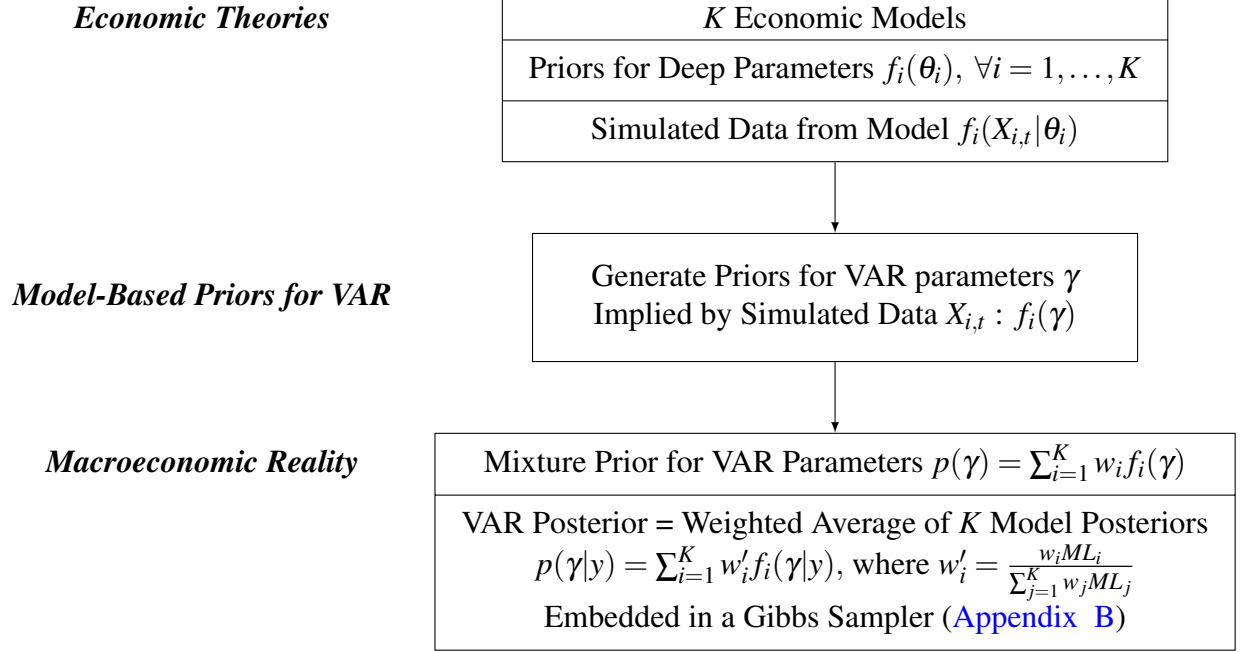 Economic Theories
K Economic Models
Priors for Deep Parameters f_i(θ_i), ∀i = 1,...,K
Simulated Data from Model f_i(X_{i,t}|θ_i)
Model-Based Priors for VAR
Generate Priors for VAR parameters γ
Implied by Simulated Data X_{i,t} : f_i(γ)
Macroeconomic Reality
Mixture Prior for VAR Parameters p(γ) = ∑_{i=1}^K w_i f_i(γ)
VAR Posterior = Weighted Average of K Model Posteriors
p(γ|y) = ∑_{i=1}^K w'_i f_i(γ|y), where w'_i = \frac{w_i ML_i}{∑_{j=1}^K w_j ML_j}
Embedded in a Gibbs Sampler (Appendix B)